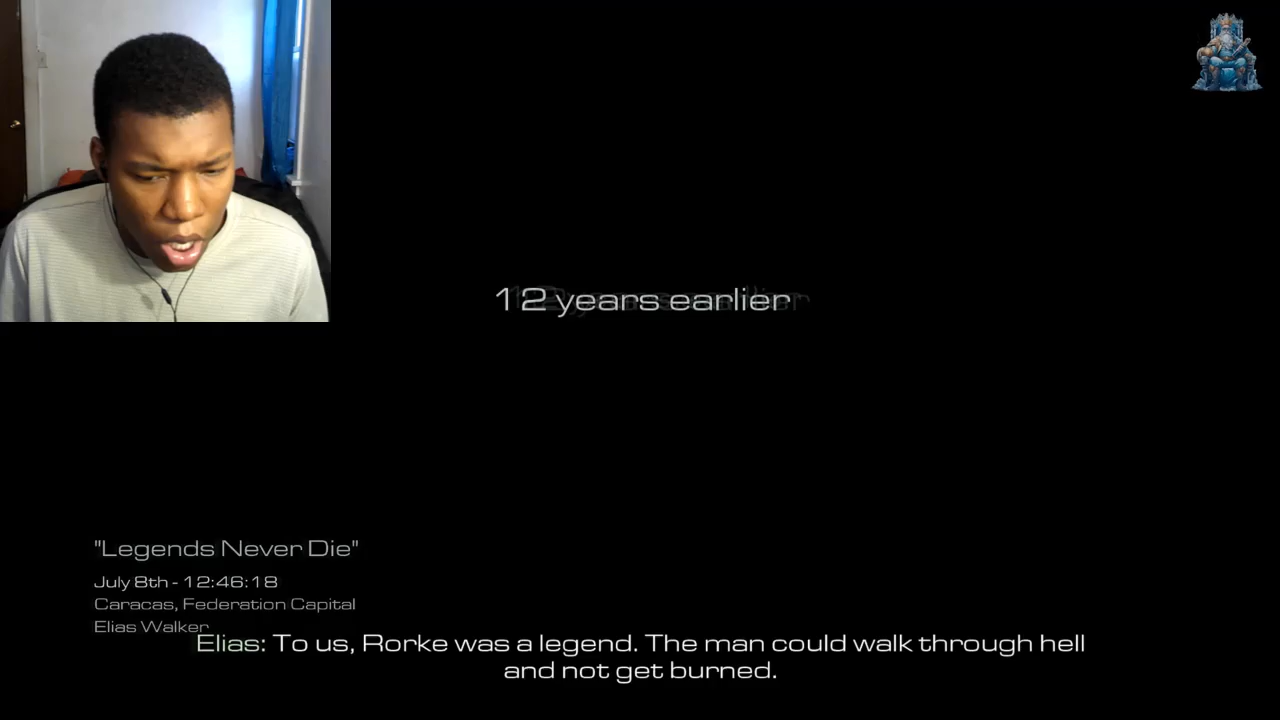 12 years earlier
"Legends Never Die"
July 8th - 12:46:18
Caracas, Federation Capital
Elias Walker
Elias: To us, Rorke was a legend. The man could walk through hell
and not get burned.